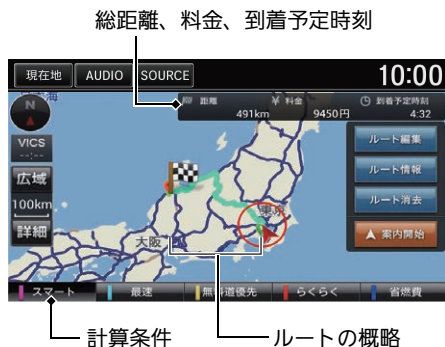 総距離、料金、到着予定時刻
現在地 AUDIO SOURCE 10:00
距離 ¥ 料金 到着予定時刻
491km 9450円 4:32
N
海
VICS
--:--
広域
100km
詳細
ルート編集
ルート情報
ルート消去
案内開始
東京
大阪
スマート 最速 無料道優先 らくらく 省燃費
計算条件 ルートの概略